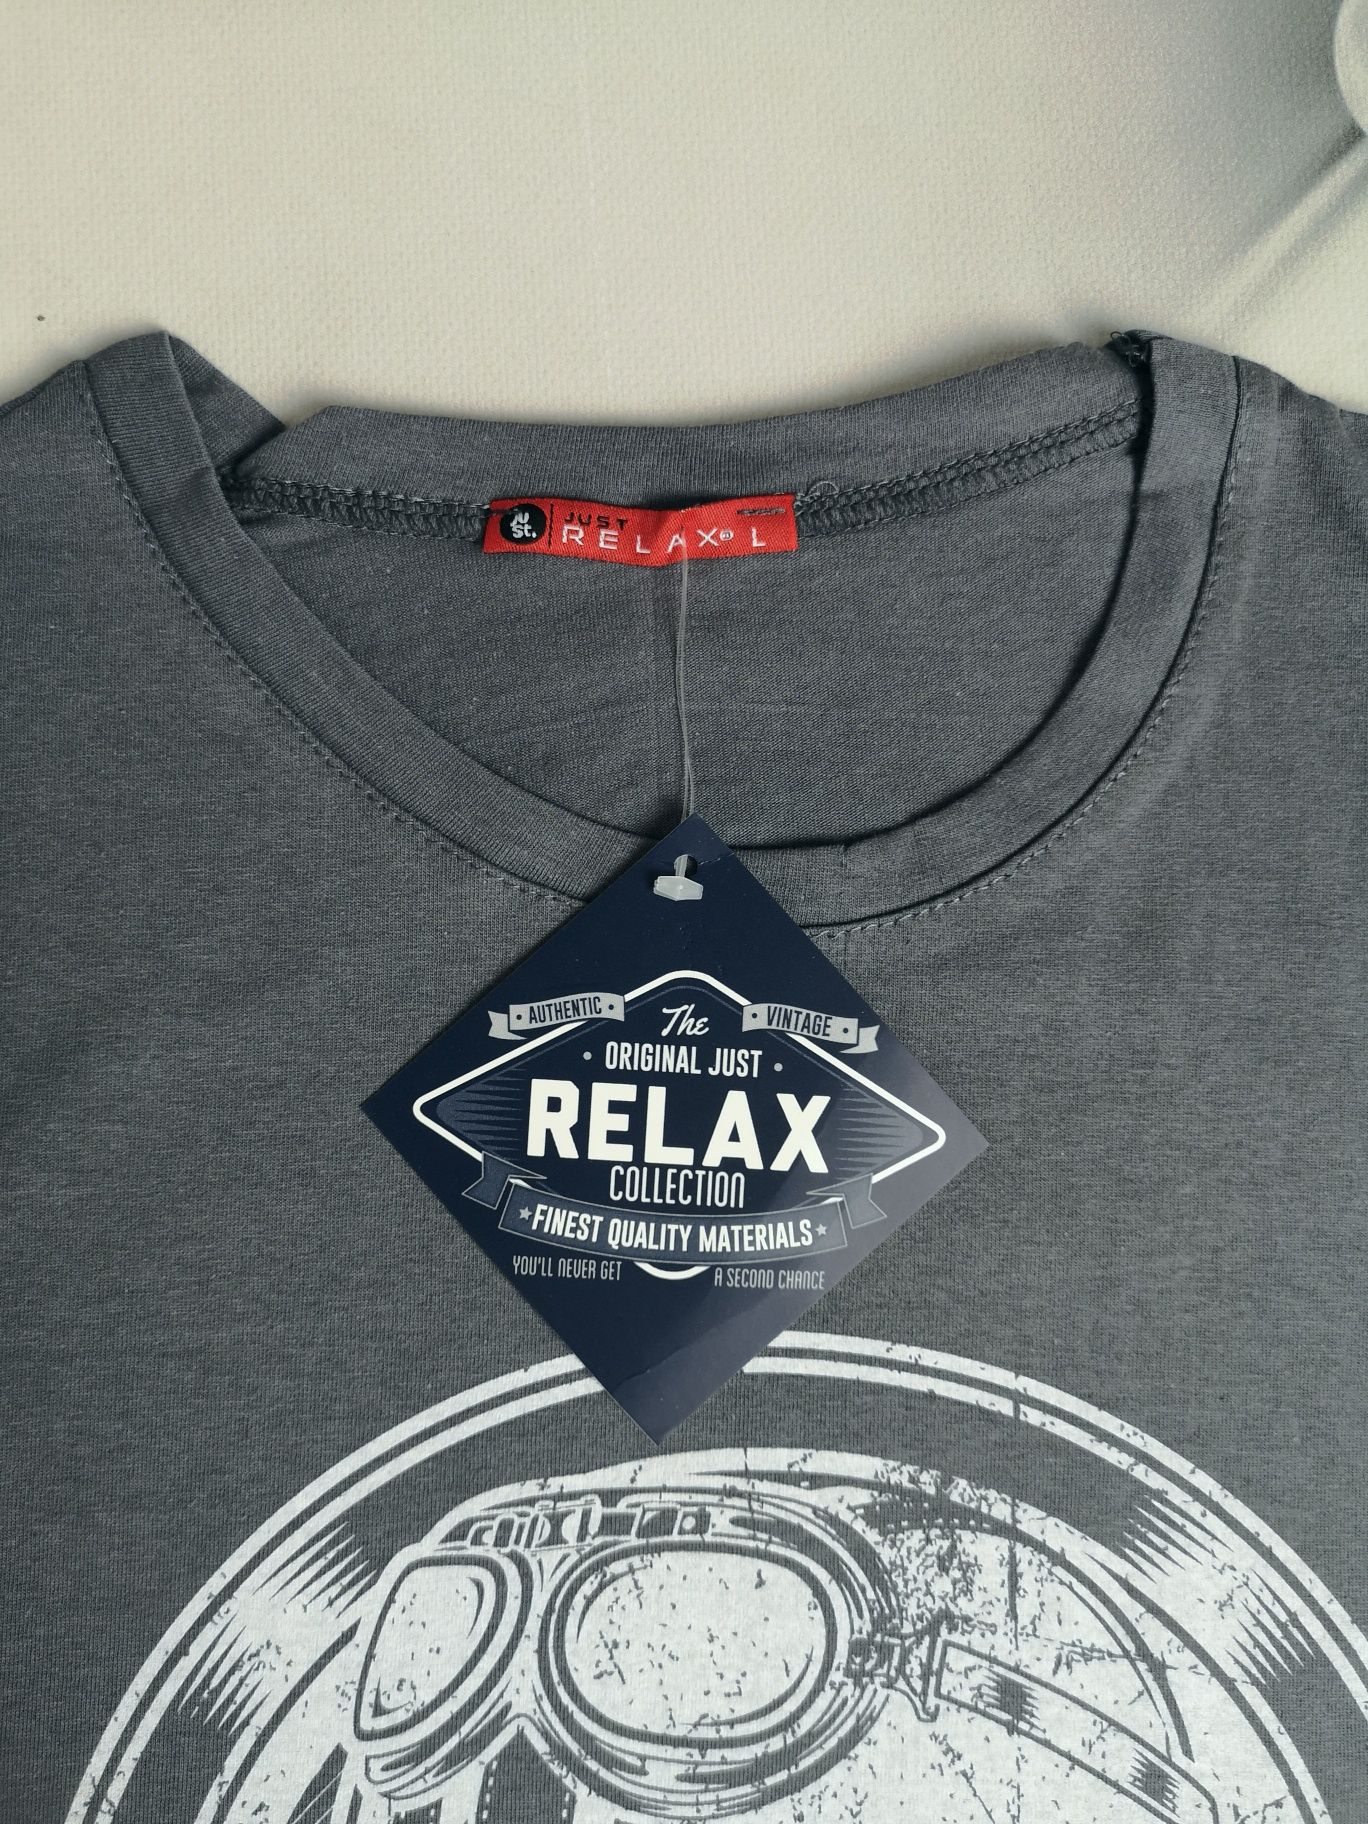 JU
St.
JUST
RELAX® L
AUTHENTIC
The
VINTAGE
ORIGINAL JUST
RELAX
COLLECTION
FINEST QUALITY MATERIALS
YOU'LL NEVER GET
A SECOND CHANCE